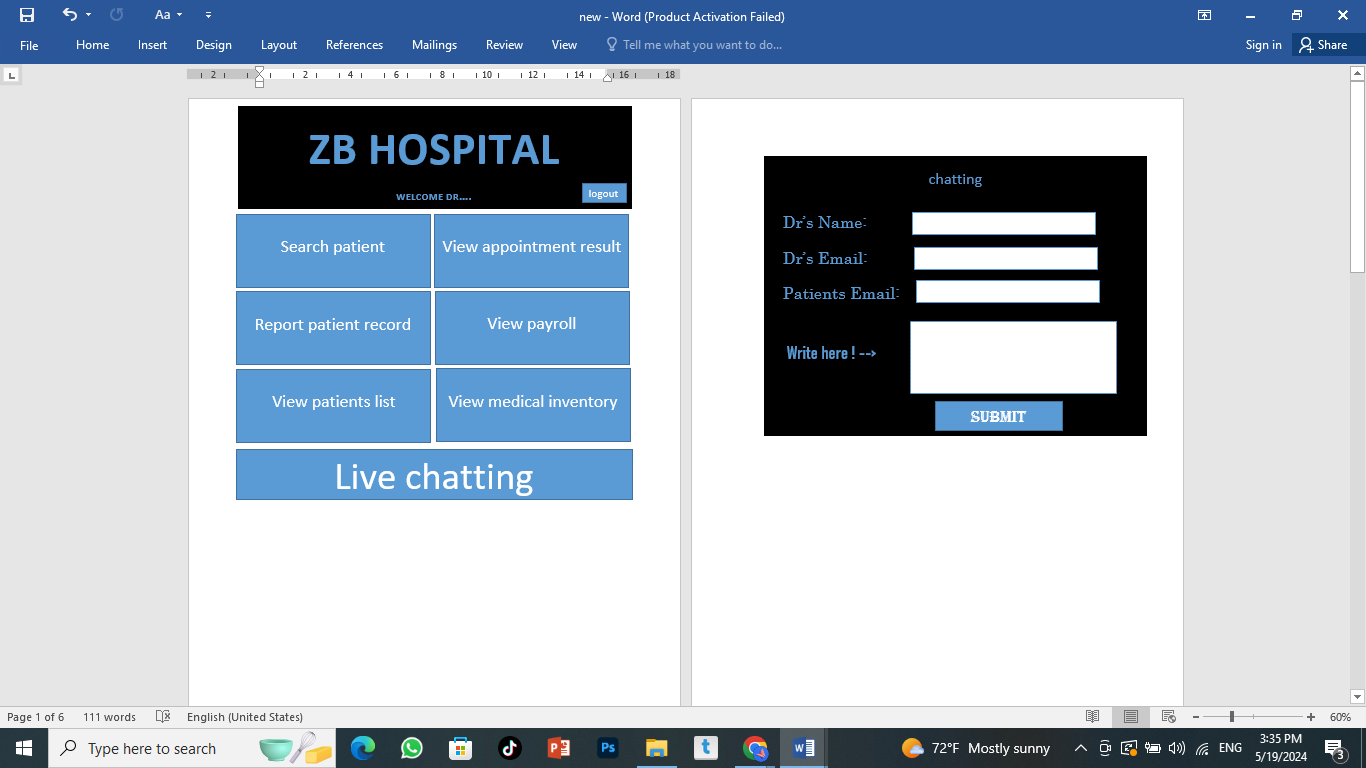 Aa
new - Word (Product Activation Failed)
File Home Insert Design Layout References Mailings Review View Tell me what you want to do... Sign in Share
L 2 2 4 6 8 10 12 14 16 18
ZB HOSPITAL
WELCOME DR....
logout
Search patient
View appointment result
Report patient record
View payroll
View patients list
View medical inventory
Live chatting
chatting
Dr's Name:
Dr's Email:
Patients Email:
Write here ! -->
SUBMIT
Page 1 of 6 111 words English (United States) 60%
Type here to search
P
Ps
t
W
72°F Mostly sunny
ENG
3:35 PM
5/19/2024
3